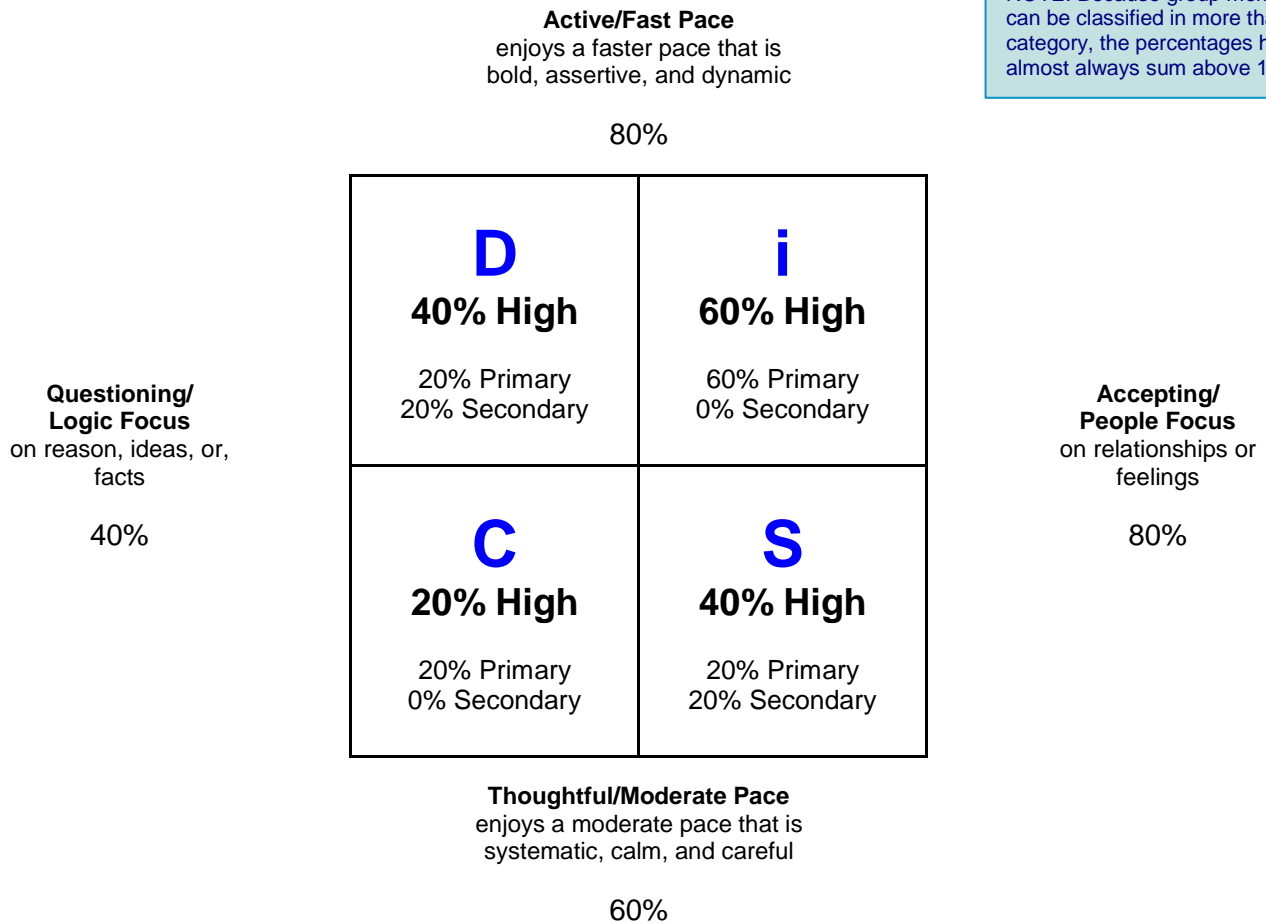 Active/Fast Pace
enjoys a faster pace that is
bold, assertive, and dynamic
80%
can be classified in more
category, the percentages
almost always sum above
D
40% High
20% Primary
20% Secondary
i
60% High
60% Primary
0% Secondary
Questioning/
Logic Focus
on reason, ideas, or,
facts
40%
Accepting/
People Focus
on relationships or
feelings
80%
C
20% High
20% Primary
0% Secondary
S
40% High
20% Primary
20% Secondary
Thoughtful/Moderate Pace
enjoys a moderate pace that is
systematic, calm, and careful
60%